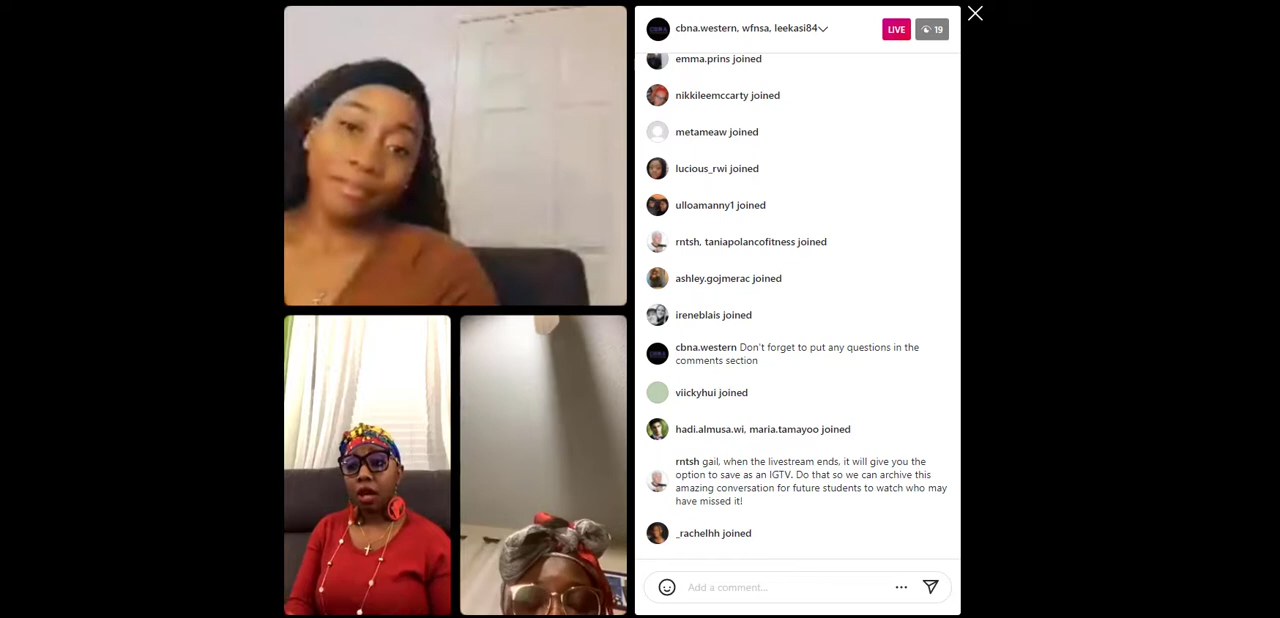 cbna.western, wfnsa, leekasi84
LIVE
19
emma.prins joined
nikkileemccarty joined
metameaw joined
lucious_rwi joined
ulloamanny1 joined
rntsh, taniapolancofitness joined
ashley.gojmerac joined
ireneblais joined
cbna.western Don't forget to put any questions in the
comments section
viickyhui joined
hadi.almusa.wi, maria.tamayoo joined
rntsh gail, when the livestream ends, it will give you the
option to save as an IGTV. Do that so we can archive this
amazing conversation for future students to watch who may
have missed it!
_rachelhh joined
Add a comment...